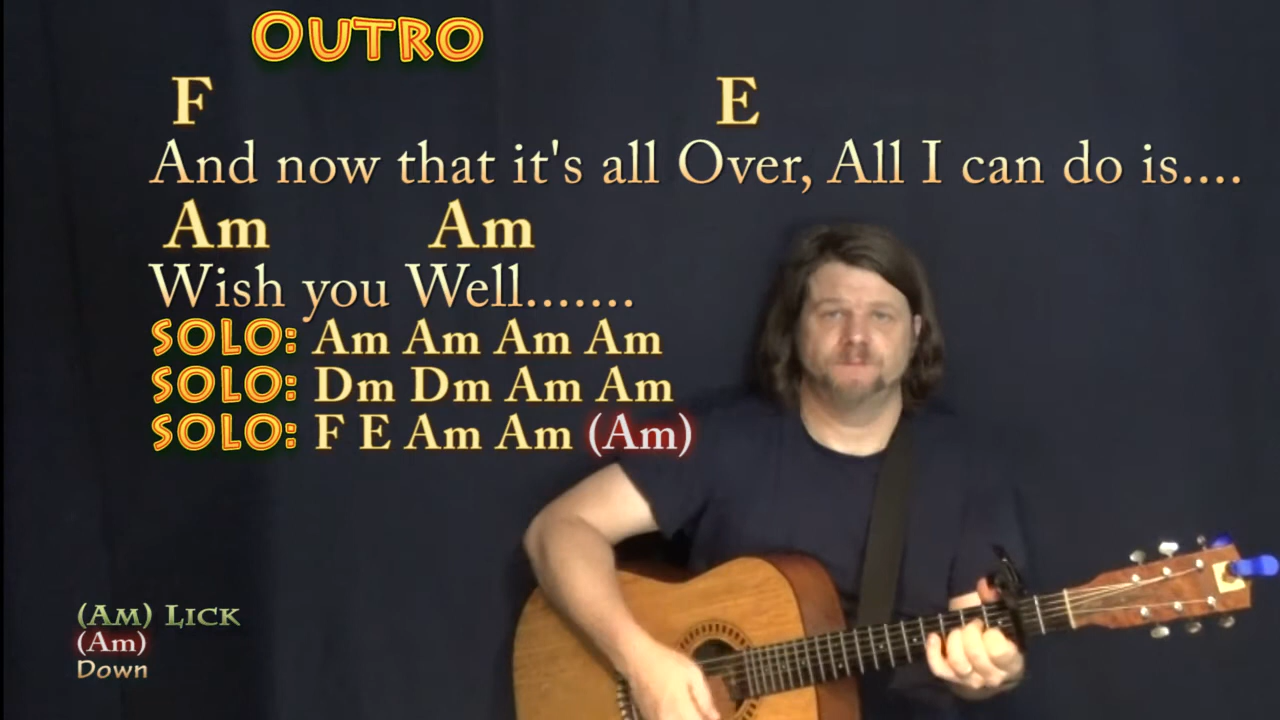 OUTRO
F E
And now that it's all Over, All I can do is....
Am Am
Wish you Well.......
SOLO: Am Am Am Am
SOLO: Dm Dm Am Am
SOLO: F E Am Am (Am)
(Am) Lick
(Am)
Down